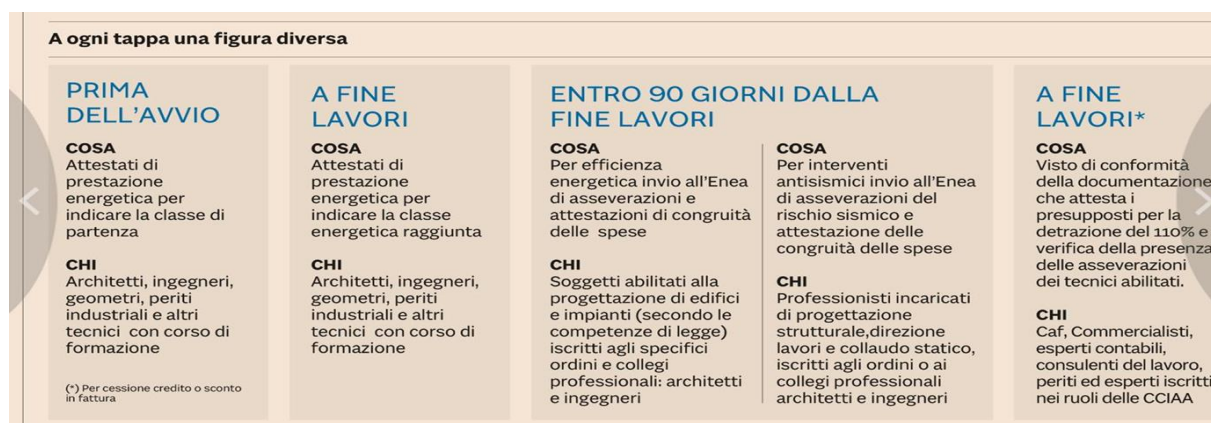 A ogni tappa una figura diversa
PRIMA
DELL'AVVIO
COSA
Attestati di
prestazione
energetica per
indicare la classe di
partenza
CHI
Architetti, ingegneri,
geometri, periti
industriali e altri
tecnici con corso di
formazione
(*) Per cessione credito o sconto
in fattura
A FINE
LAVORI
COSA
Attestati di
prestazione
energetica per
indicare la classe
energetica raggiunta
CHI
Architetti, ingegneri,
geometri, periti
industriali e altri
tecnici con corso di
formazione
ENTRO 90 GIORNI DALLA
FINE LAVORI
COSA
Per efficienza
energetica invio all'Enea
di asseverazioni e
attestazioni di congruità
delle spese
CHI
Soggetti abilitati alla
progettazione di edifici
e impianti (secondo le
competenze di legge)
iscritti agli specifici
ordini e collegi
professionali: architetti
e ingegneri
COSA
Per interventi
antisismici invio all'Enea
di asseverazioni del
rischio sismico e
attestazione delle
congruità delle spese
CHI
Professionisti incaricati
di progettazione
strutturale,direzione
lavori e collaudo statico,
iscritti agli ordini o ai
collegi professionali
architetti e ingegneri
A FINE
LAVORI*
COSA
Visto di conformità
della documentazione
che attesta i
presupposti per la
detrazione del 110% e
verifica della presenza
delle asseverazioni
dei tecnici abilitati.
CHI
Caf, Commercialisti,
esperti contabili,
consulenti del lavoro,
periti ed esperti iscritti
nei ruoli delle CCIAA